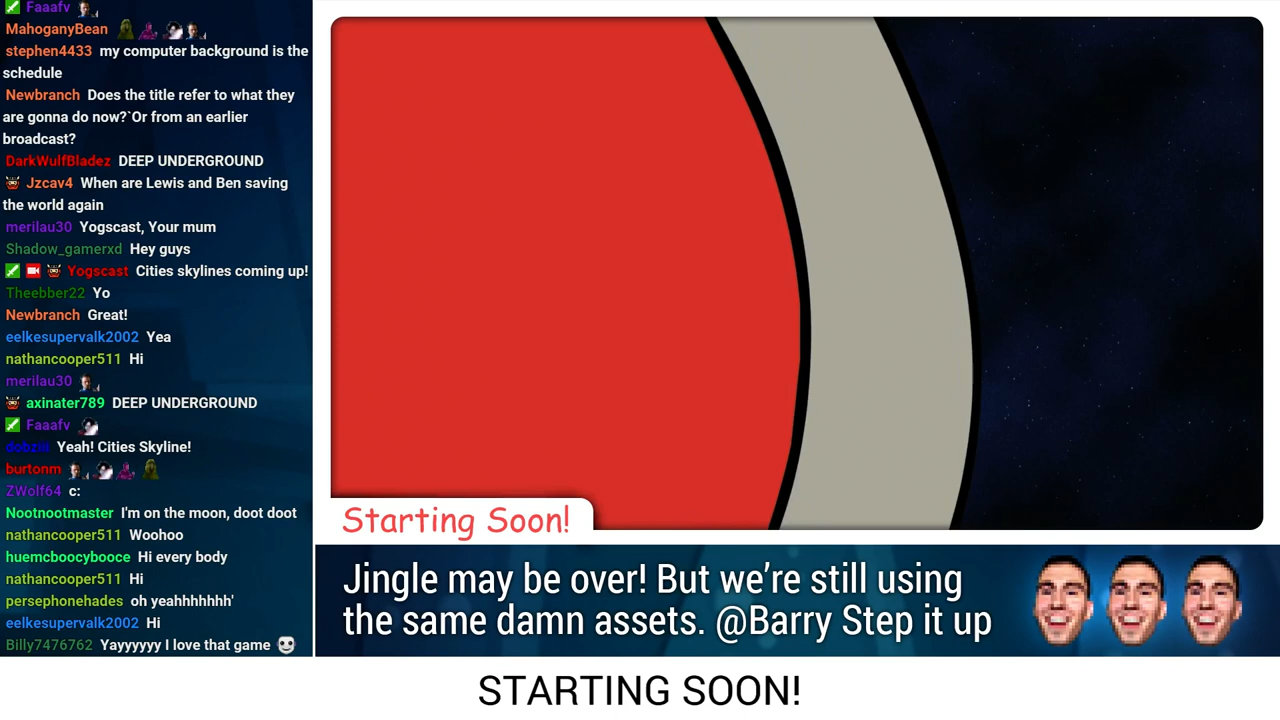 Faaafv
MahoganyBean
stephen4433 my computer background is the
schedule
Newbranch Does the title refer to what they
are gonna do now?`Or from an earlier
broadcast?
DarkWulfBladez DEEP UNDERGROUND
Jzcav4 When are Lewis and Ben saving
the world again
merilau30 Yogscast, Your mum
Shadow_gamerxd Hey guys
Yogscast Cities skylines coming up!
Theebber22 Yo
Newbranch Great!
eelkesupervalk2002 Yea
nathancooper511 Hi
merilau30
axinater789 DEEP UNDERGROUND
Faaafv
Yeah! Cities Skyline!
burtonm
ZWolf64 c:
Nootnootmaster I'm on the moon, doot doot
nathancooper511 Woohoo
huemcboocybooce Hi every body
nathancooper511 Hi
persephonehades oh yeahhhhhhh'
eelkesupervalk2002 Hi
Billy7476762 Yayyyyyy I love that game
Starting Soon!
Jingle may be over! But we’re still using
the same damn assets. @Barry Step it up
STARTING SOON!